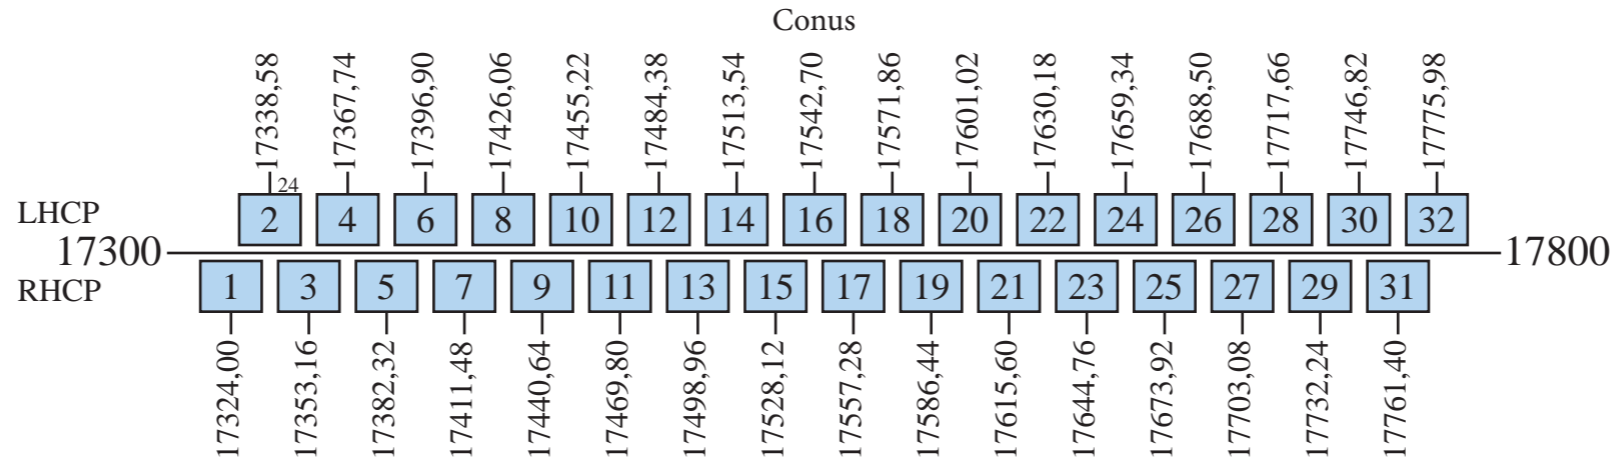 Conus
17338,58 17367,74 17396,90 17426,06 17455,22 17484,38 17513,54 17542,70 17571,86 17601,02 17630,18 17659,34 17688,50 17717,66 17746,82 17775,98
24
LHCP 2 4 6 8 10 12 14 16 18 20 22 24 26 28 30 32
17300 17800
RHCP 1 3 5 7 9 11 13 15 17 19 21 23 25 27 29 31
17324,00 17353,16 17382,32 17411,48 17440,64 17469,80 17498,96 17528,12 17557,28 17586,44 17615,60 17644,76 17673,92 17703,08 17732,24 17761,40